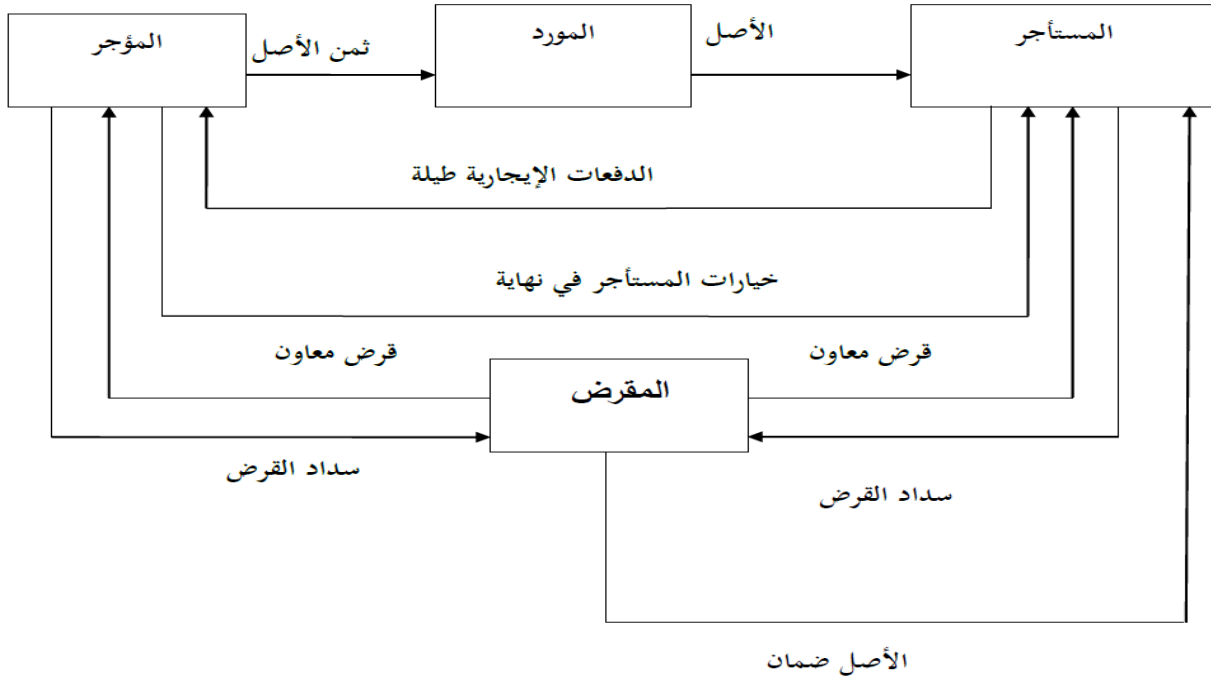 المستأجر
الأصل
المورد
ثمن الأصل
المؤجر
الدفعات الإيجارية طيلة
خيارات المستأجر في نهاية
قرض معاون
قرض معاون
المقرض
سداد القرض
سداد القرض
الأصل ضمان